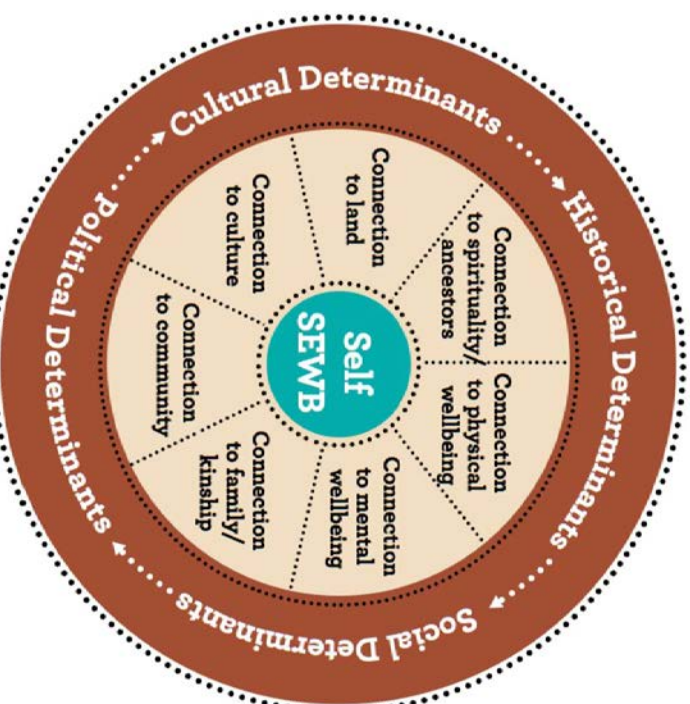 Cultural Determinants
Historical Determinants
Social Determinants
Political Determinants
Connection
to spirituality/
ancestors
Connection
to physical
wellbeing
Connection
to mental
wellbeing
Connection
to family/
kinship
Connection
to community
Connection
to culture
Connection
to land
Self
SEWB